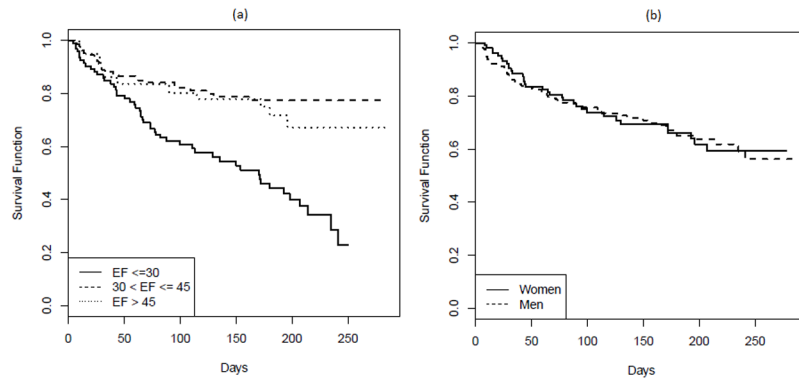 (a)
Survival Function
1.0
0.8
0.6
0.4
0.2
0.0
EF <=30
30 < EF <= 45
EF > 45
0 50 100 150 200 250
Days
(b)
Survival Function
1.0
0.8
0.6
0.4
0.2
0.0
Women
Men
0 50 100 150 200 250
Days